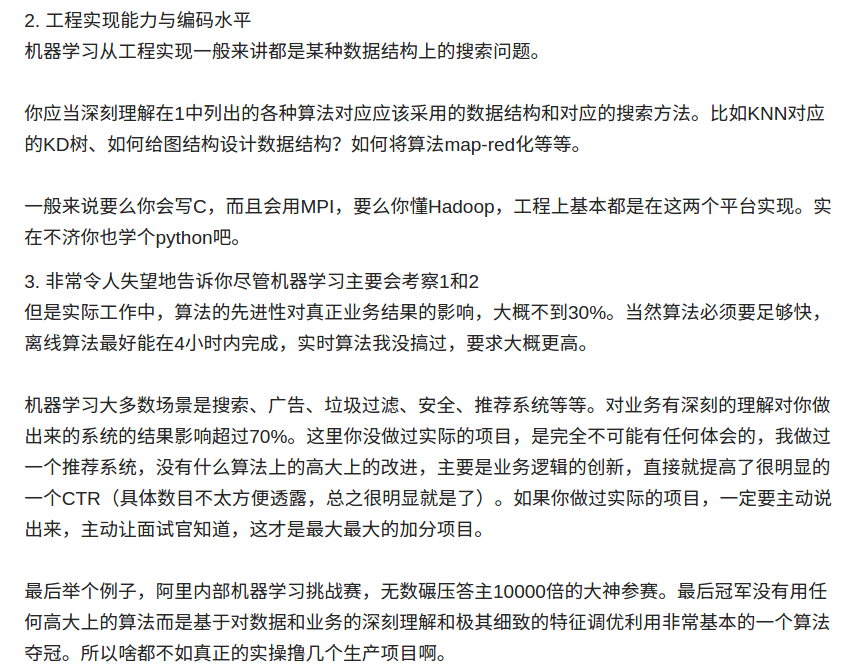 2. 工程实现能力与编码水平
机器学习从工程实现一般来讲都是某种数据结构上的搜索问题。
你应当深刻理解在1中列出的各种算法对应应该采用的数据结构和对应的搜索方法。比如KNN对应
的KD树、如何给图结构设计数据结构？如何将算法map-red化等等。
一般来说要么你会写C，而且会用MPI，要么你懂Hadoop，工程上基本都是在这两个平台实现。实
在不济你也学个python吧。
3. 非常令人失望地告诉你尽管机器学习主要会考察1和2
但是实际工作中，算法的先进性对真正业务结果的影响，大概不到30%。当然算法必须要足够快，
离线算法最好能在4小时内完成，实时算法我没搞过，要求大概更高。
机器学习大多数场景是搜索、广告、垃圾过滤、安全、推荐系统等等。对业务有深刻的理解对你做
出来的系统的结果影响超过70%。这里你没做过实际的项目，是完全不可能有任何体会的，我做过
一个推荐系统，没有什么算法上的高大上的改进，主要是业务逻辑的创新，直接就提高了很明显的
一个CTR（具体数目不太方便透露，总之很明显就是了）。如果你做过实际的项目，一定要主动说
出来，主动让面试官知道，这才是最大最大的加分项目。
最后举个例子，阿里内部机器学习挑战赛，无数碾压答主10000倍的大神参赛。最后冠军没有用任
何高大上的算法而是基于对数据和业务的深刻理解和极其细致的特征调优利用非常基本的一个算法
夺冠。所以啥都不如真正的实操撸几个生产项目啊。